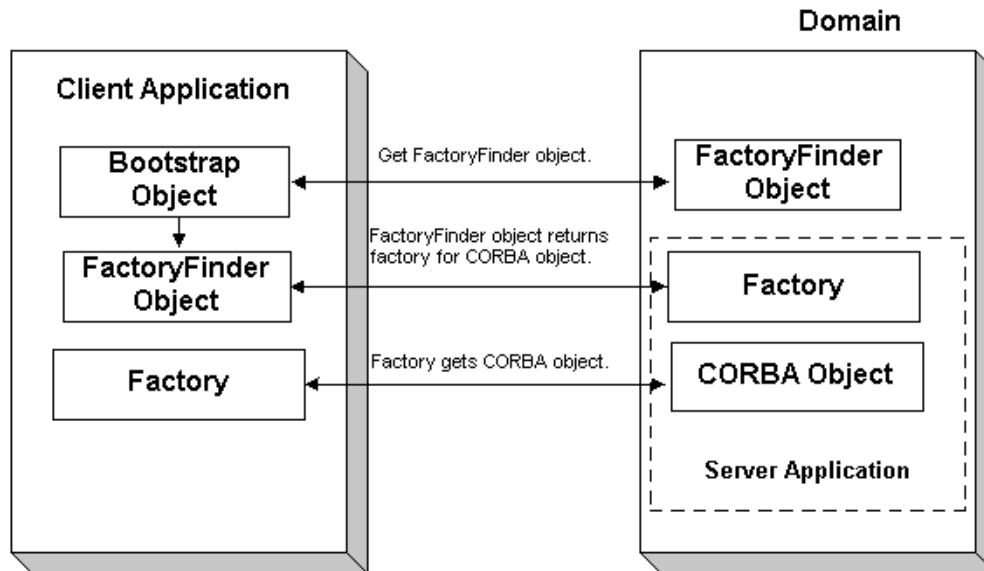 Domain
Client Application
Bootstrap
Object
Get FactoryFinder object.
FactoryFinder
Object
FactoryFinder object returns
factory for CORBA object.
FactoryFinder
Object
Factory
Factory gets CORBA object.
Factory
CORBA Object
Server Application